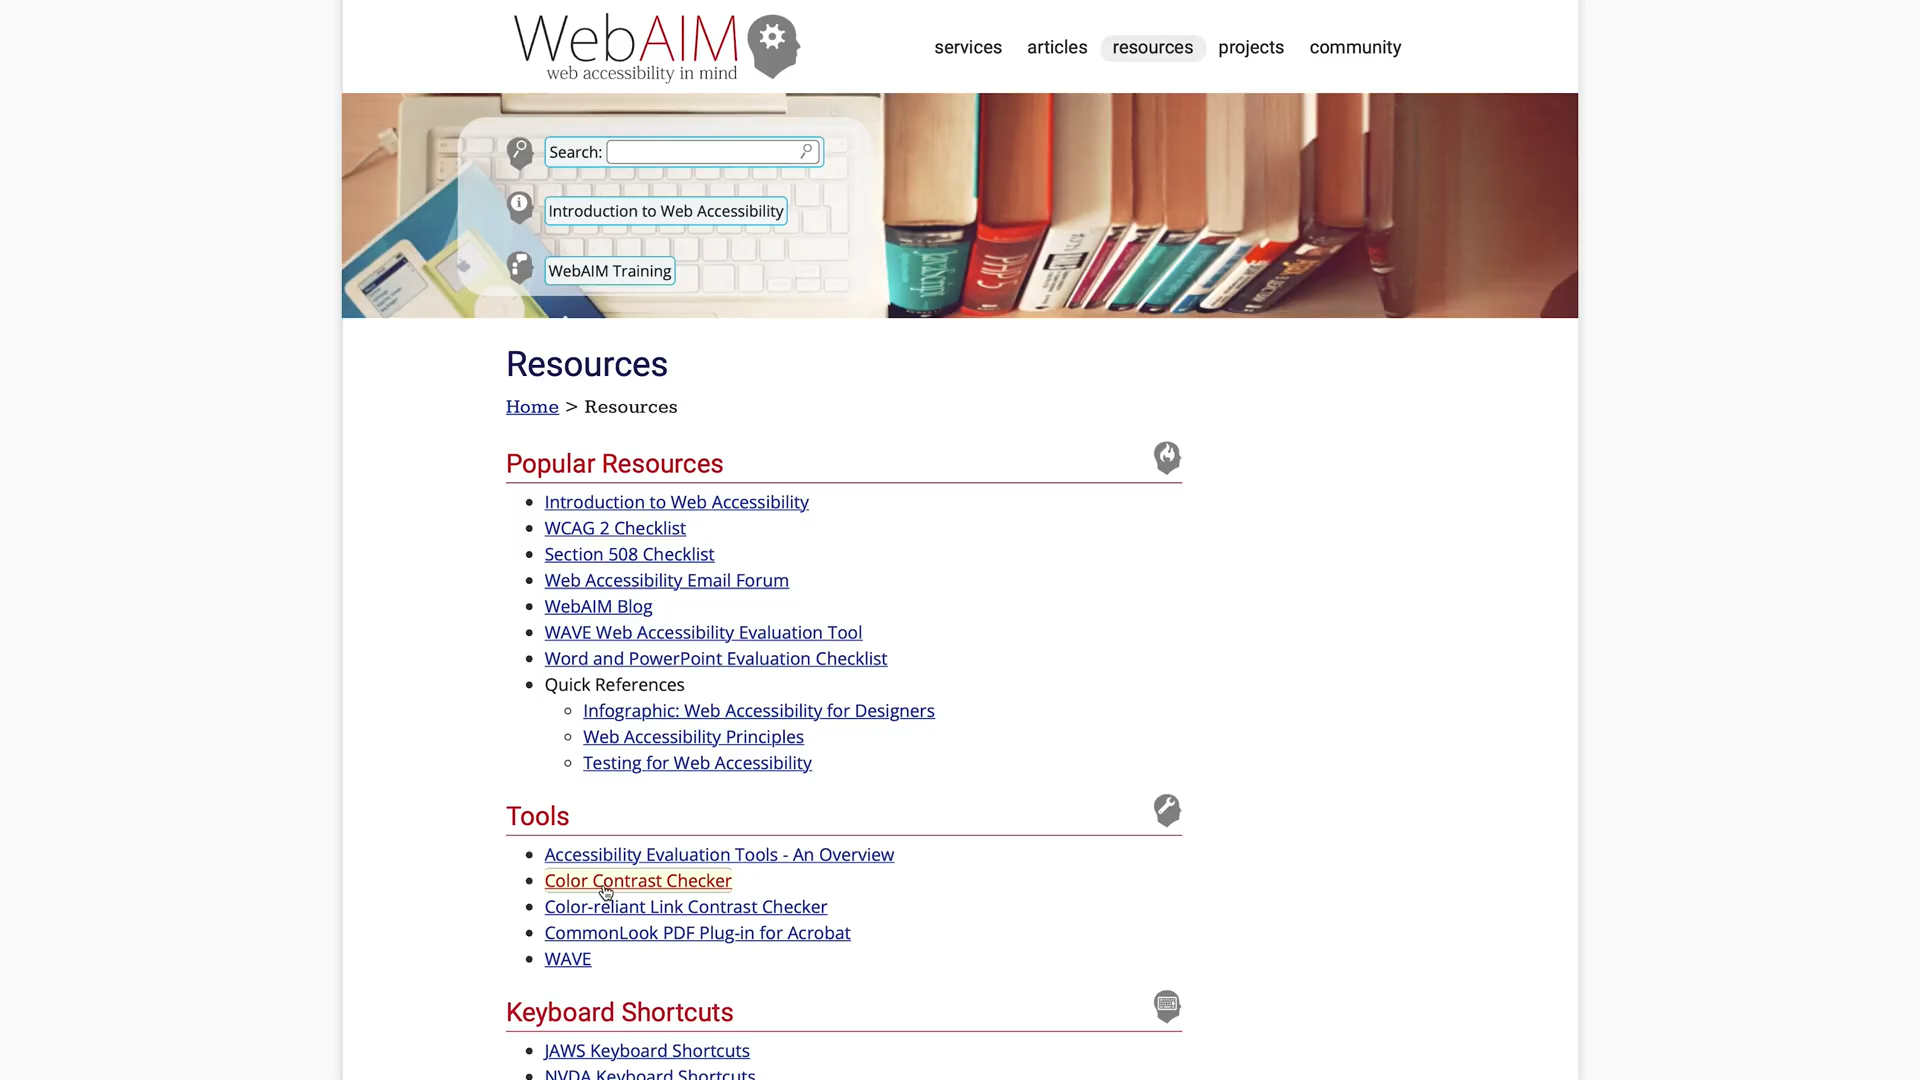 WebAIM
web accessibility in mind
services articles resources projects community
Search:
Introduction to Web Accessibility
WebAIM Training
Resources
Home > Resources
Popular Resources
Introduction to Web Accessibility
WCAG 2 Checklist
Section 508 Checklist
Web Accessibility Email Forum
WebAIM Blog
WAVE Web Accessibility Evaluation Tool
Word and PowerPoint Evaluation Checklist
Quick References
Infographic: Web Accessibility for Designers
Web Accessibility Principles
Testing for Web Accessibility
Tools
Accessibility Evaluation Tools - An Overview
Color Contrast Checker
Color-reliant Link Contrast Checker
CommonLook PDF Plug-in for Acrobat
WAVE
Keyboard Shortcuts
JAWS Keyboard Shortcuts
NVDA Keyboard Shortcuts